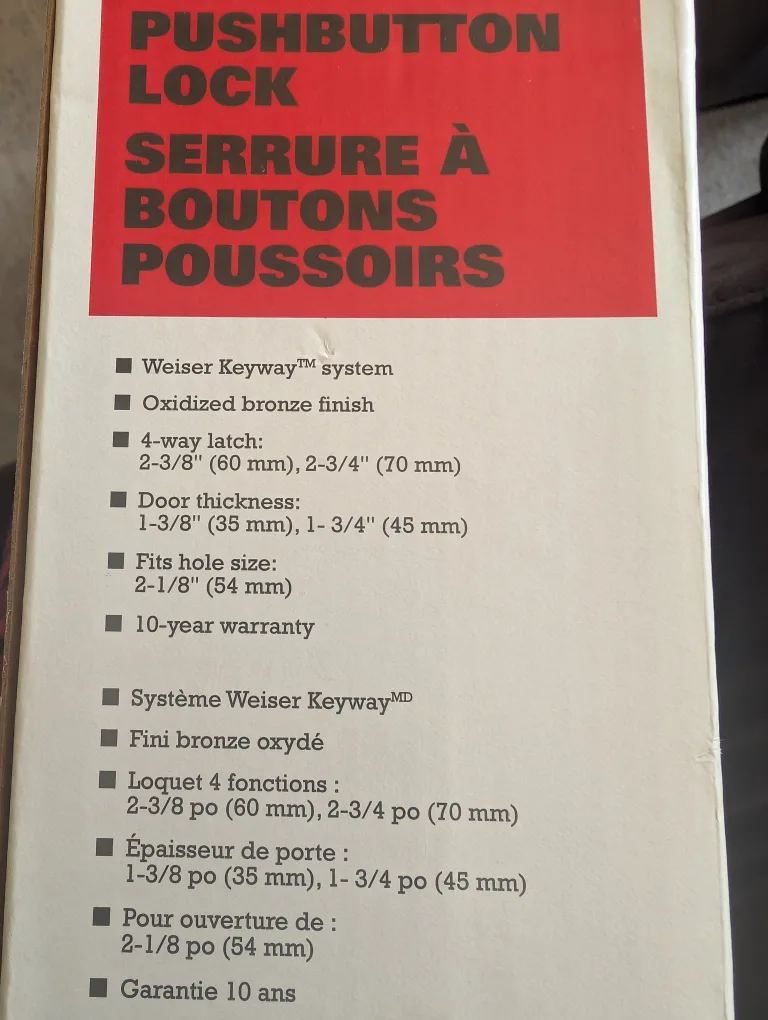 PUSHBUTTON
LOCK
SERRURE À
BOUTONS
POUSSOIRS
■ Weiser Keyway™ system
■ Oxidized bronze finish
■ 4-way latch:
2-3/8" (60 mm), 2-3/4" (70 mm)
■ Door thickness:
1-3/8" (35 mm), 1- 3/4" (45 mm)
■ Fits hole size:
2-1/8" (54 mm)
■ 10-year warranty
■ Système Weiser Keywayᴹᴰ
■ Fini bronze oxydé
■ Loquet 4 fonctions :
2-3/8 po (60 mm), 2-3/4 po (70 mm)
■ Épaisseur de porte :
1-3/8 po (35 mm), 1- 3/4 po (45 mm)
■ Pour ouverture de :
2-1/8 po (54 mm)
■ Garantie 10 ans